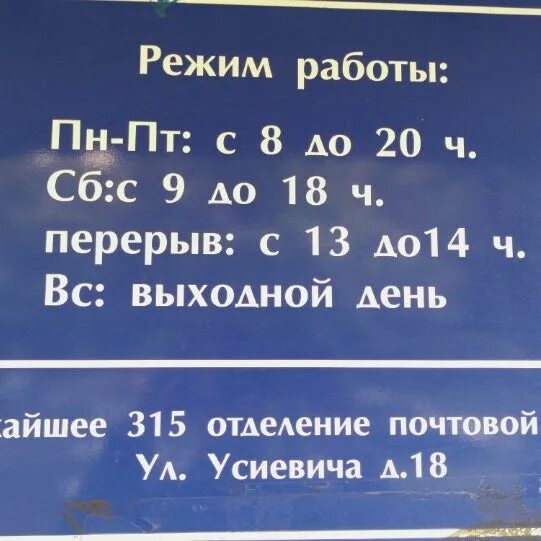 Режим работы:
Пн-Пт: с 8 до 20 ч.
Сб:с 9 до 18 ч.
перерыв: с 13 до14 ч.
Вс: выходной день
315 отделение почтовой
Ул. Усиевича д.18